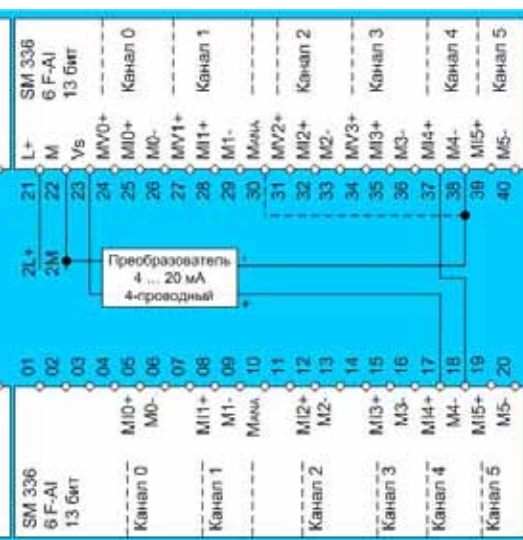 SM 336
6 F-AI
13 бит
L+
M
Vs
MV0+
MI0+
M0-
MV1+
MI1+
M1-
MANA
MV2+
MI2+
M2-
MV3+
MI3+
M3-
MI4+
M4-
MI5+
M5-
Канал 0
Канал 1
Канал 2
Канал 3
Канал 4
Канал 5
21
22
23
24
25
26
27
28
29
30
31
32
33
34
35
36
37
38
39
40
2L+
2M
Преобразователь
4 ... 20 мА
4-проводный
-
+
01
02
03
04
05
06
07
08
09
10
11
12
13
14
15
16
17
18
19
20
MI0+
M0-
MI1+
M1-
MANA
MI2+
M2-
MI3+
M3-
MI4+
M4-
MI5+
M5-
SM 336
6 F-AI
13 бит
Канал 0
Канал 1
Канал 2
Канал 3
Канал 4
Канал 5